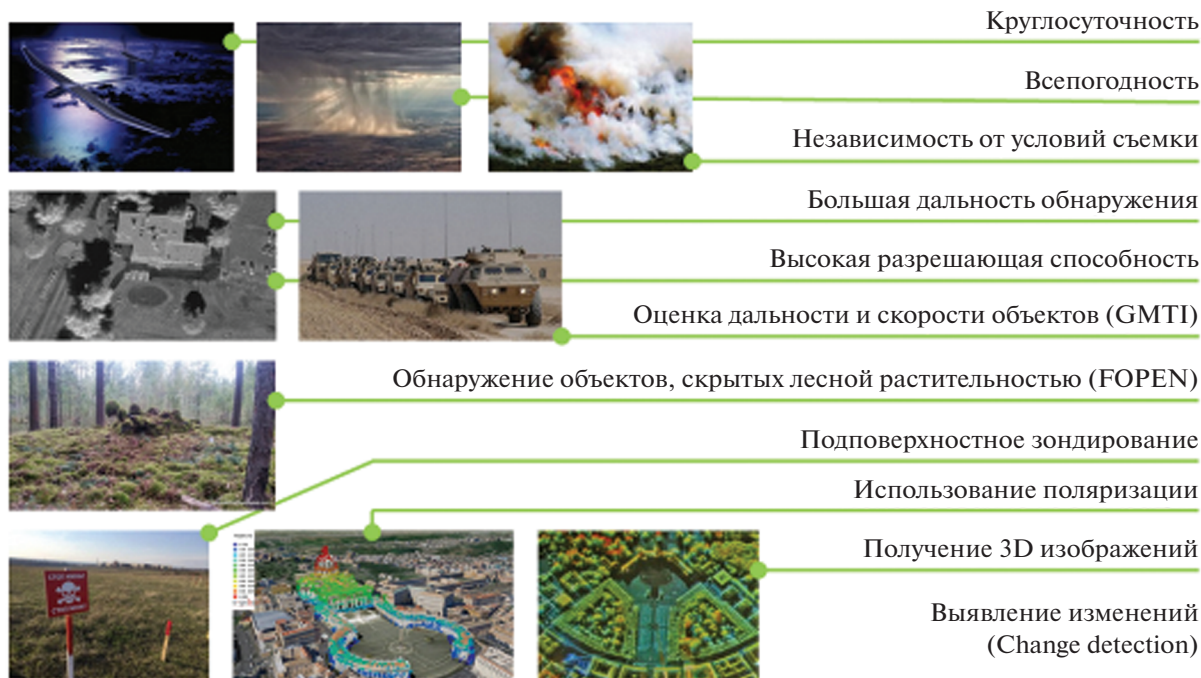 Круглосуточность
Всепогодность
Независимость от условий съемки
Большая дальность обнаружения
Высокая разрешающая способность
Оценка дальности и скорости объектов (GMTI)
Обнаружение объектов, скрытых лесной растительностью (FOPEN)
Подповерхностное зондирование
Использование поляризации
Получение 3D изображений
Выявление изменений
(Change detection)